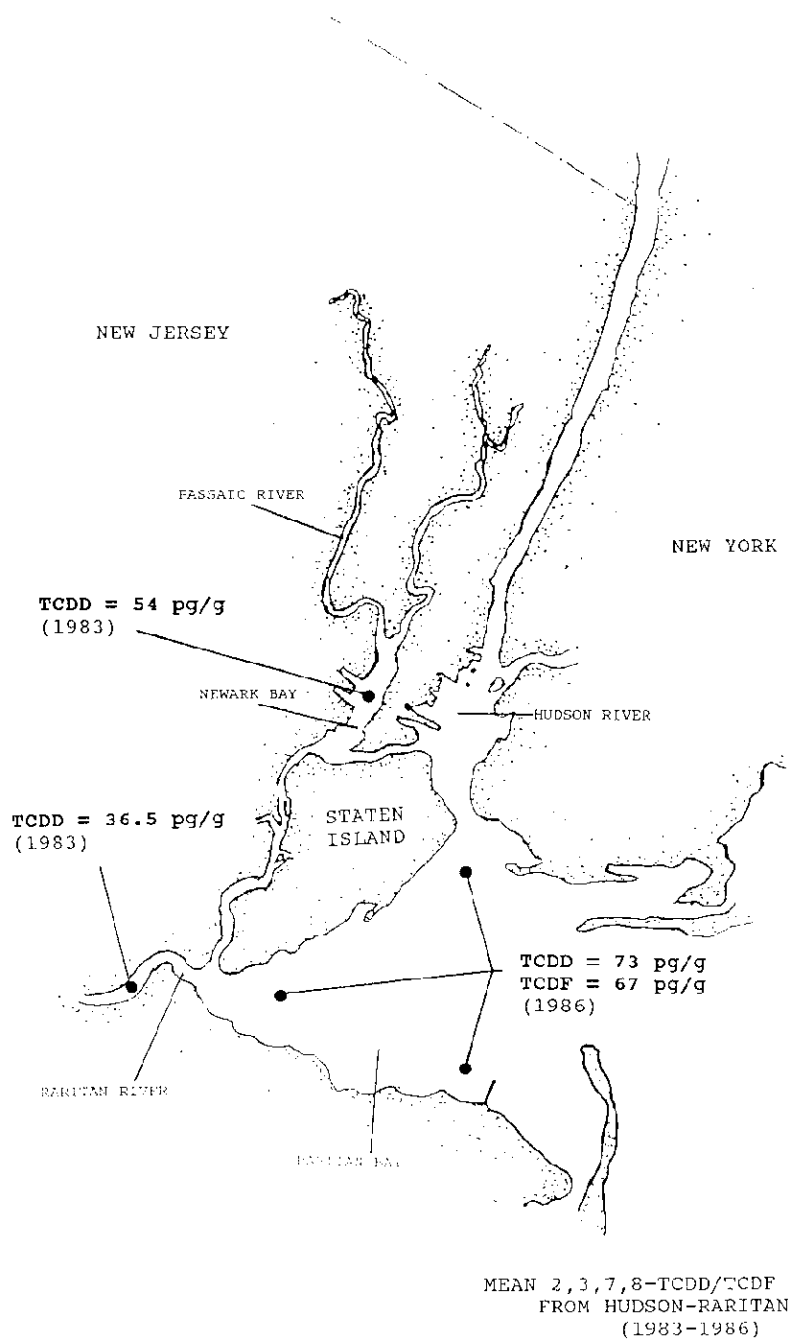 NEW JERSEY
PASSAIC RIVER
NEW YORK
TCDD = 54 pg/g
(1983)
NEWARK BAY
HUDSON RIVER
TCDD = 36.5 pg/g
(1983)
STATEN
ISLAND
TCDD = 73 pg/g
TCDF = 67 pg/g
(1986)
RARITAN RIVER
BAY
MEAN 2,3,7,8-TCDD/TCDF
FROM HUDSON-RARITAN
(1983-1986)